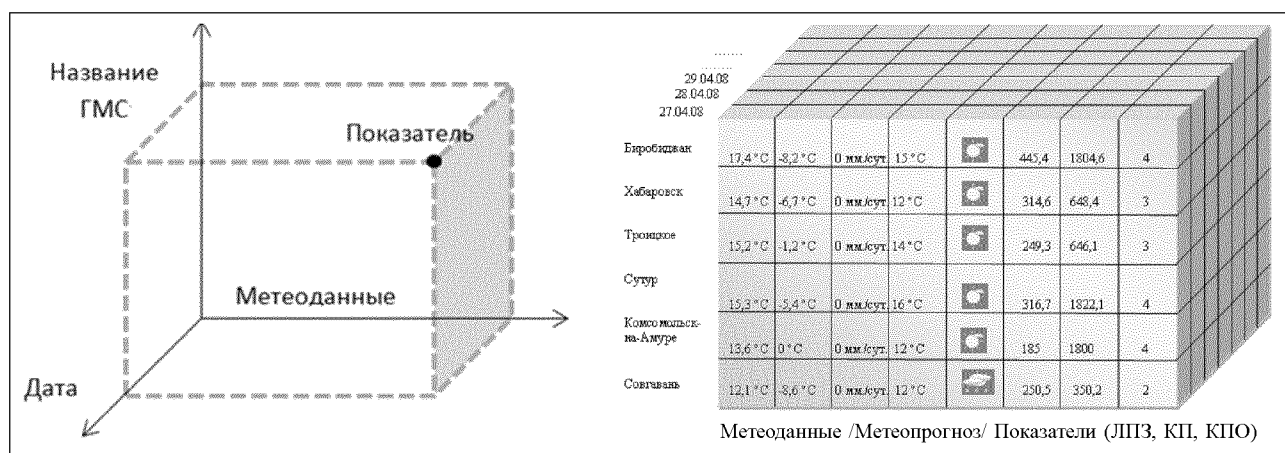 Название
ГМС
Показатель
Метеоданные
Дата
........
........
29.04.08
28.04.08
27.04.08
Биробиджан 17,4 °C -8,2 °C 0 мм/сут. 15 °C 445,4 1804,6 4
Хабаровск 14,7 °C -6,7 °C 0 мм/сут. 12 °C 314,6 648,4 3
Троицкое 15,2 °C -1,2 °C 0 мм/сут. 14 °C 249,3 646,1 3
Сутур 15,3 °C -5,4 °C 0 мм/сут. 16 °C 316,7 1822,1 4
Комсомольск-
на-Амуре 13,6 °C 0 °C 0 мм/сут. 12 °C 185 1800 4
Совгавань 12,1 °C -8,6 °C 0 мм/сут. 12 °C 250,5 350,2 2
Метеоданные /Метеопрогноз/ Показатели (ЛПЗ, КП, КПО)